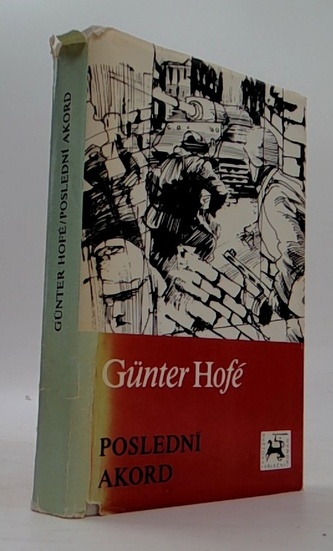 GÜNTER HOFÉ/POSLEDNÍ AKORD
Günter Hofé
POSLEDNÍ
AKORD